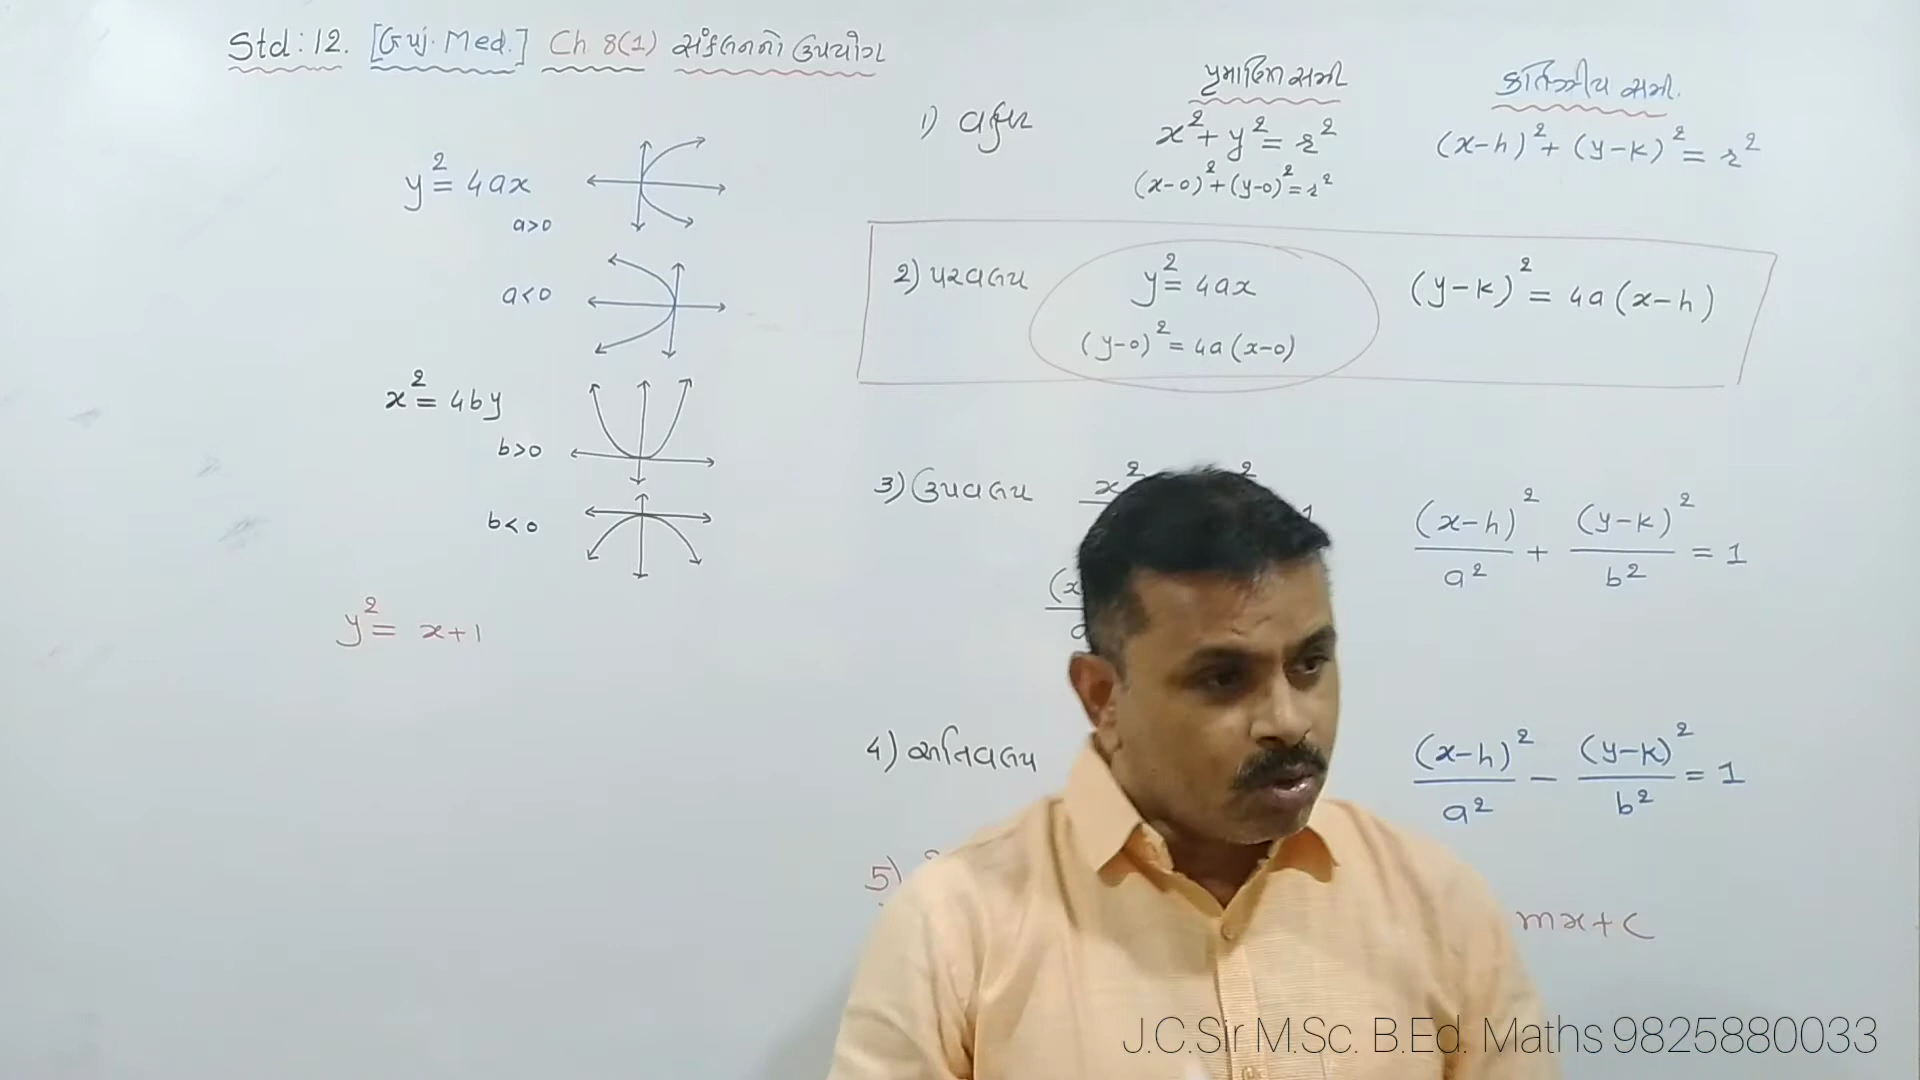 Std : 12. [Guj. Med.] Ch 8(1) સંકલનનો ઉપયોગ
પ્રમાણિત સમી
કાર્તિઝીય સમી.
1) વર્તુળ x² + y² = r² (x-h)² + (y-k)² = r²
(x-0)² + (y-0)² = r²
y² = 4ax
a>0
a<0
x² = 4by
b>0
b<0
y² = x+1
2) પરવલય y² = 4ax (y-k)² = 4a(x-h)
(y-0)² = 4a(x-0)
3) ઉપવલય (x-h)²/a² + (y-k)²/b² = 1
4) અતિવલય (x-h)²/a² - (y-k)²/b² = 1
5) mx+c
J.C.Sir M.Sc. B.Ed. Maths 9825880033